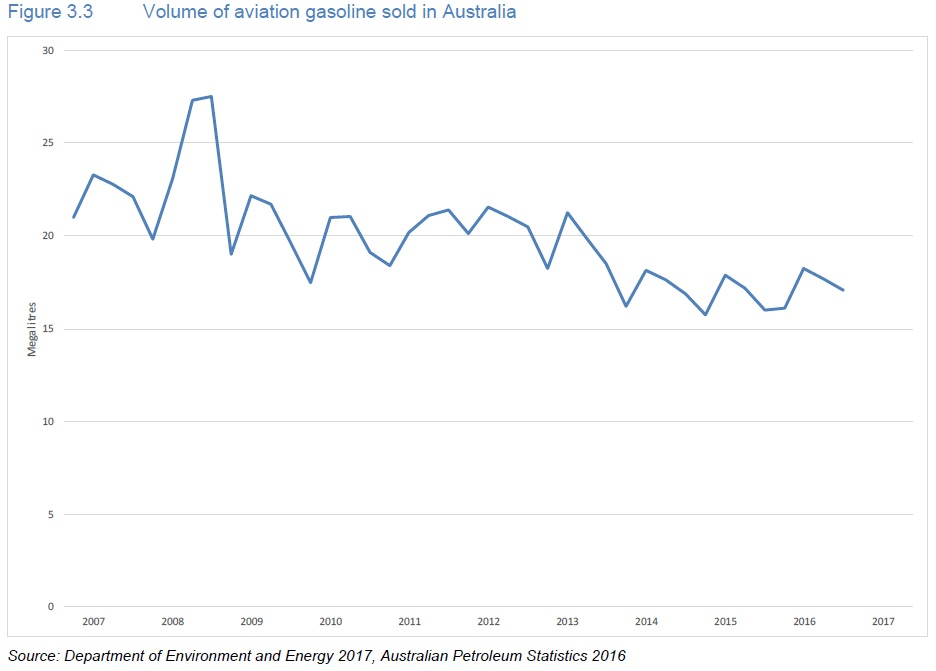 Figure 3.3 Volume of aviation gasoline sold in Australia
30
25
20
15
10
5
0
Megalitres
2007 2008 2009 2010 2011 2012 2013 2014 2015 2016 2017
Source: Department of Environment and Energy 2017, Australian Petroleum Statistics 2016